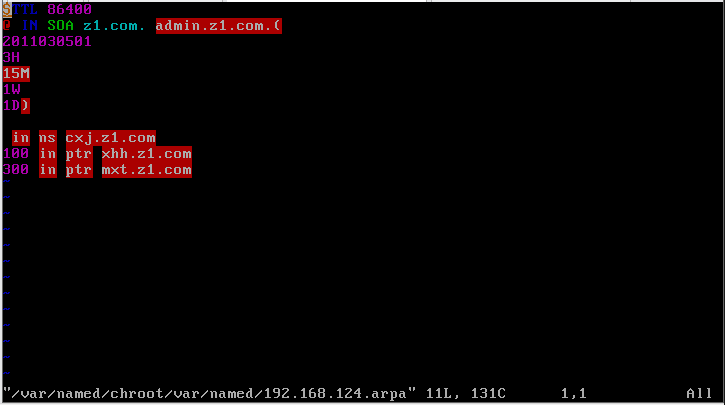 $TTL 86400
@ IN SOA z1.com. admin.z1.com.(
2011030501
3H
15M
1W
1D)
in ns cxj.z1.com
100 in ptr xhh.z1.com
300 in ptr mxt.z1.com
~
~
~
~
~
~
~
~
~
~
~
~
~
"/var/named/chroot/var/named/192.168.124.arpa" 11L, 131C 1,1 All